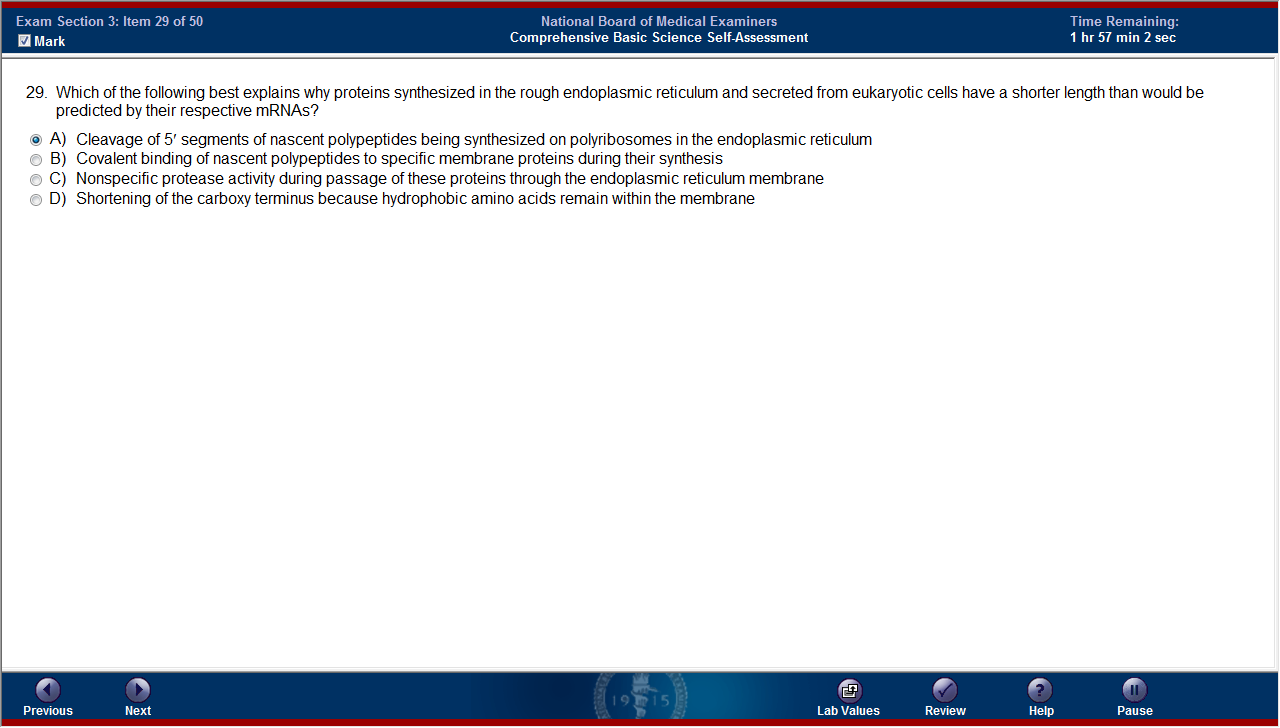 Exam Section 3: Item 29 of 50
National Board of Medical Examiners
Time Remaining:
Mark
Comprehensive Basic Science Self-Assessment
1 hr 57 min 2 sec
29. Which of the following best explains why proteins synthesized in the rough endoplasmic reticulum and secreted from eukaryotic cells have a shorter length than would be
predicted by their respective mRNAs?
A) Cleavage of 5′ segments of nascent polypeptides being synthesized on polyribosomes in the endoplasmic reticulum
B) Covalent binding of nascent polypeptides to specific membrane proteins during their synthesis
C) Nonspecific protease activity during passage of these proteins through the endoplasmic reticulum membrane
D) Shortening of the carboxy terminus because hydrophobic amino acids remain within the membrane
1915
Previous
Next
Lab Values
Review
Help
Pause